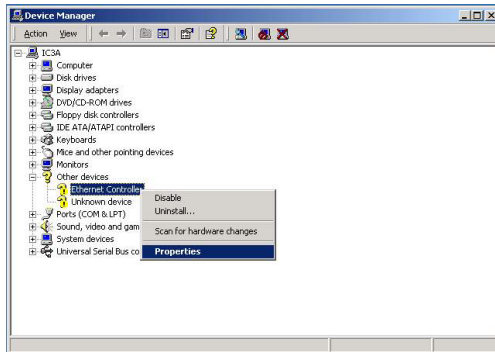 Device Manager
Action View
IC3A
Computer
Disk drives
Display adapters
DVD/CD-ROM drives
Floppy disk controllers
IDE ATA/ATAPI controllers
Keyboards
Mice and other pointing devices
Monitors
Other devices
Ethernet Controller
Unknown device
Ports (COM & LPT)
Sound, video and gam
System devices
Universal Serial Bus co
Disable
Uninstall...
Scan for hardware changes
Properties